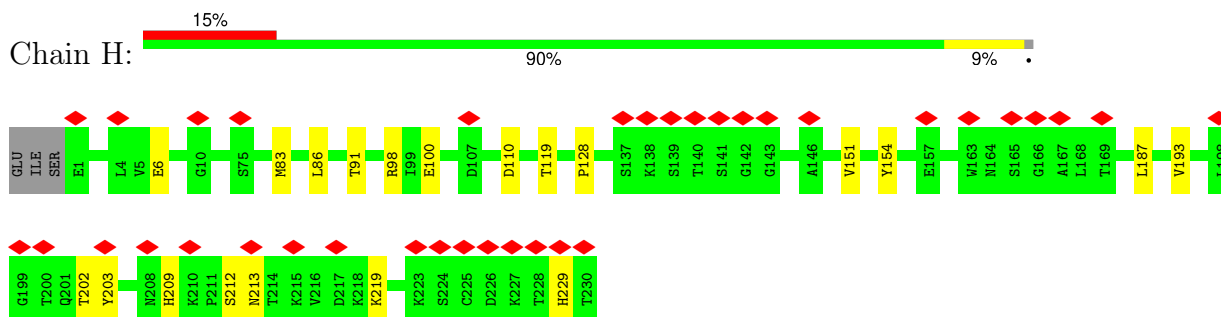 15%
Chain H:
90% 9% •
GLU ILE SER E1 L4 V5 E6 G10 S75 M83 L86 T91 R98 I99 E100 D107 D110 T119 P128 S137 K138 S139 T140 S141 G142 G143 A146 V151 Y154 E157 W163 N164 S165 G166 A167 L168 T169 L187 V193 L198
G199 T200 Q201 T202 Y203 N208 H209 K210 P211 S212 N213 T214 K215 V216 D217 K218 K219 K223 S224 C225 D226 K227 T228 H229 T230